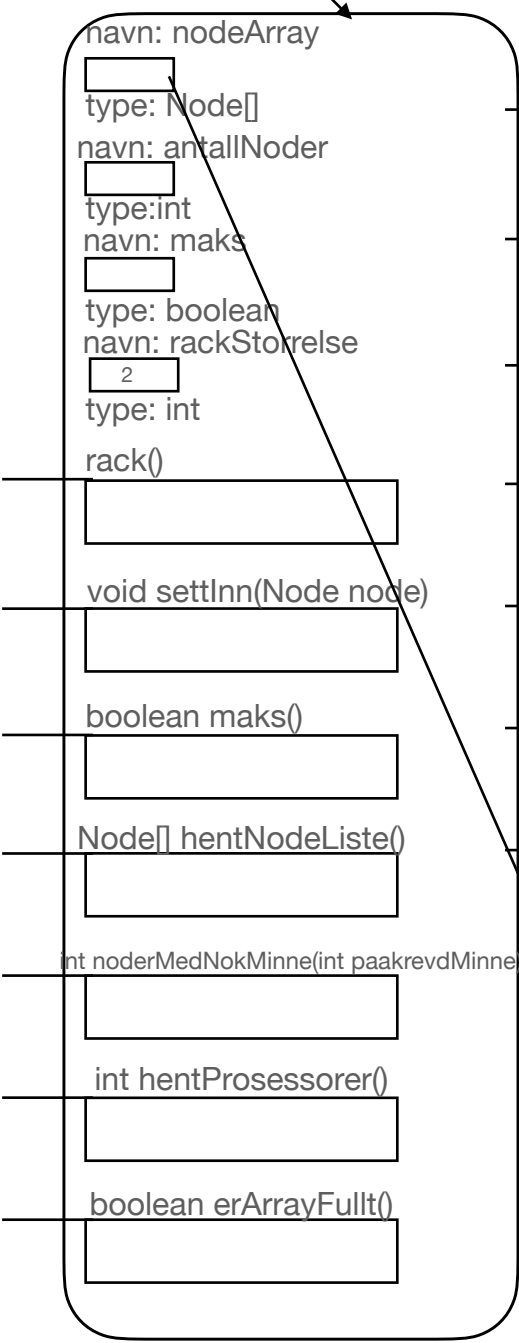 navn: nodeArray
type: Node[]
navn: antallNoder
type:int
navn: maks
type: boolean
navn: rackStorrelse
2
type: int
rack()
void settInn(Node node)
boolean maks()
Node[] hentNodeListe()
int noderMedNokMinne(int paakrevdMinne)
int hentProsessorer()
boolean erArrayFullt()